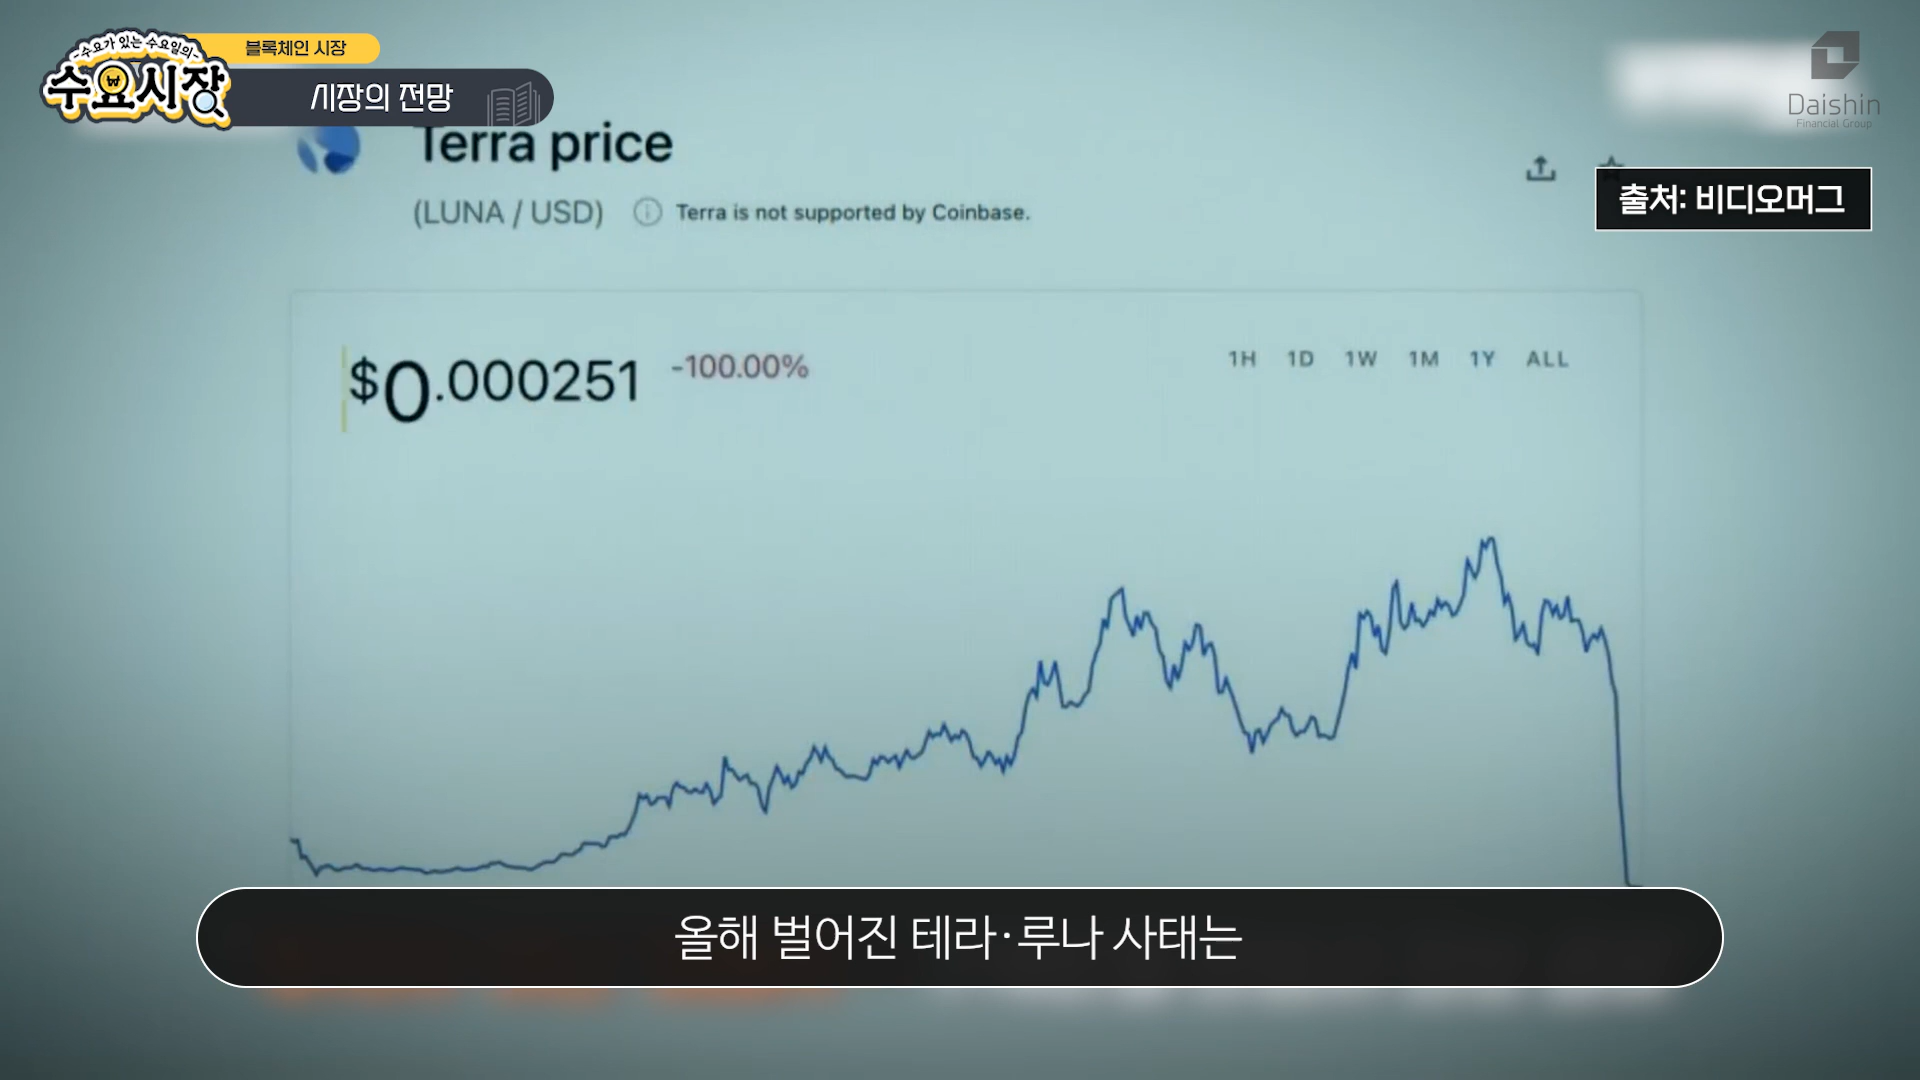 -수요가 있는 수요일의-
수요시장
블록체인 시장
시장의 전망
Daishin
Financial Group
출처: 비디오머그
Terra price
(LUNA / USD)
Terra is not supported by Coinbase.
$0.000251
-100.00%
1H 1D 1W 1M 1Y ALL
올해 벌어진 테라·루나 사태는